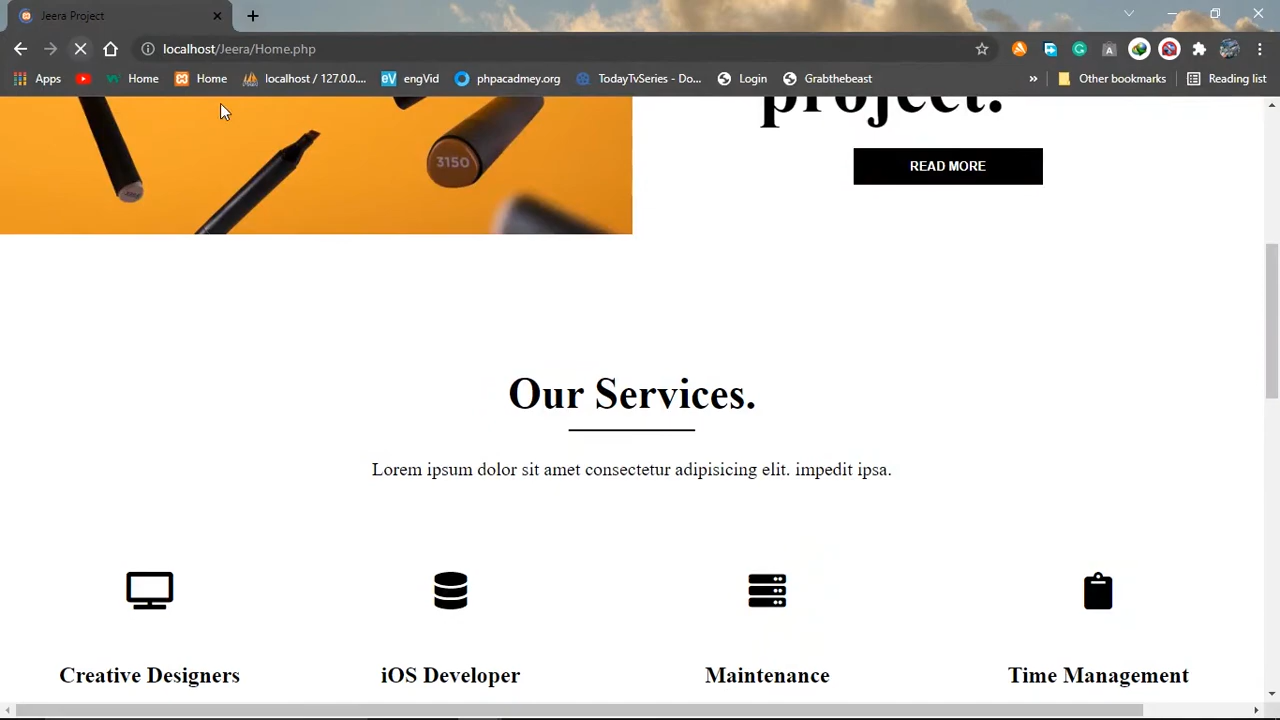 Jeera Project
localhost/Jeera/Home.php
Apps Home Home localhost / 127.0.0.... eV engVid phpacadmey.org TodayTvSeries - Do... Login Grabthebeast » Other bookmarks Reading list
project.
3150
READ MORE
Our Services.
Lorem ipsum dolor sit amet consectetur adipisicing elit. impedit ipsa.
Creative Designers iOS Developer Maintenance Time Management